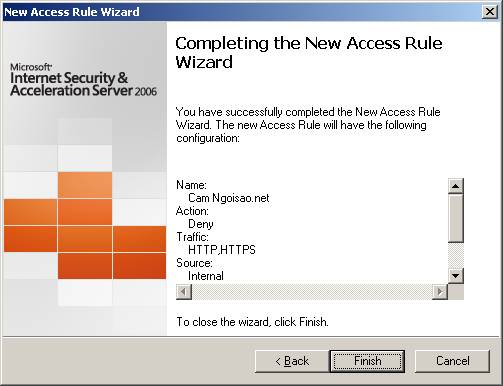 New Access Rule Wizard
Microsoft
Internet Security &
Acceleration Server 2006
Completing the New Access Rule
Wizard
You have successfully completed the New Access Rule
Wizard. The new Access Rule will have the following
configuration:
Name:
Cam Ngoisao.net
Action:
Deny
Traffic:
HTTP,HTTPS
Source:
Internal
To close the wizard, click Finish.
< Back
Finish
Cancel